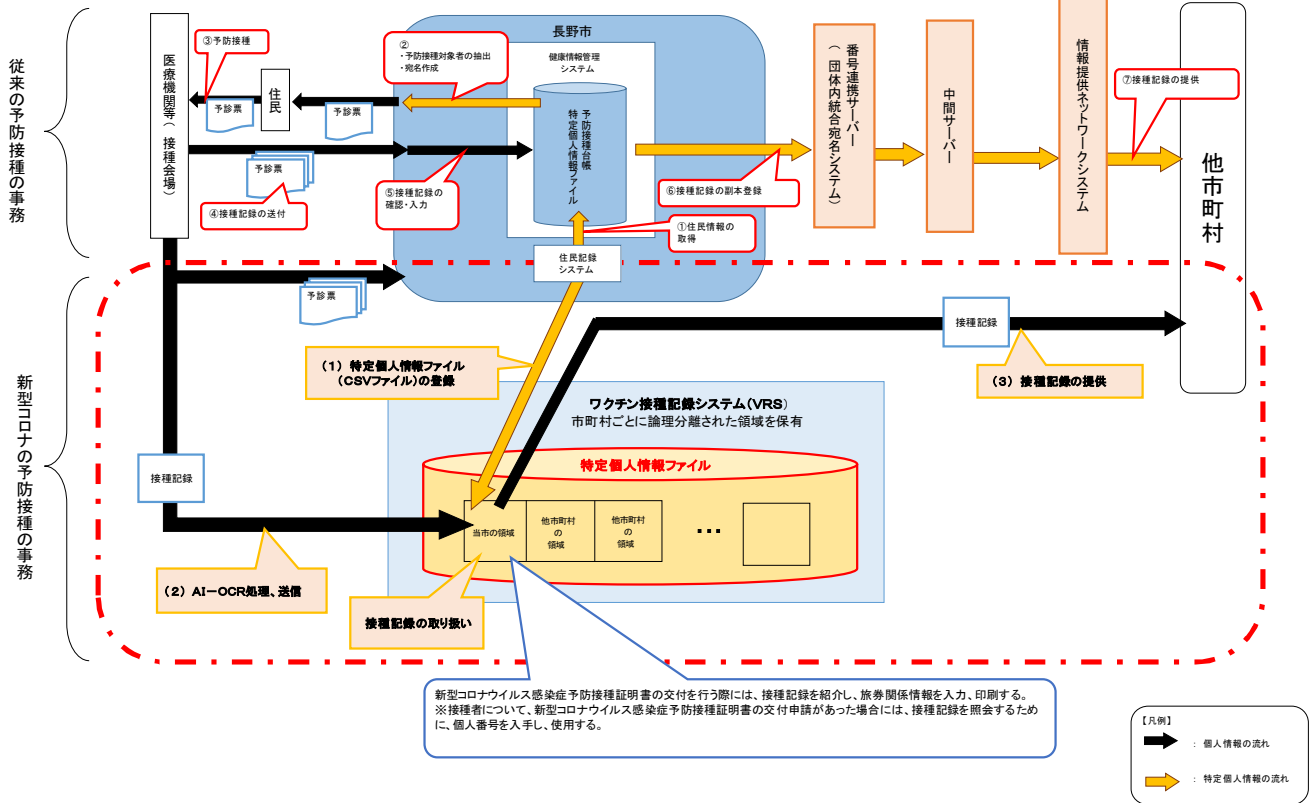 従来の予防接種の事務
医療機関等（ 接種会場）
③予防接種
予診票
住民
予診票
②
・予防接種対象者の抽出
・宛名作成
長野市
健康情報管理
システム
予防接種台帳
特定個人情報ファイル
番号連携サーバー
（ 団体内統合宛名システム）
中間サーバー
情報提供ネットワークシステム
⑦接種記録の提供
他市町村
予診票
④接種記録の送付
⑤接種記録の
確認・入力
⑥接種記録の副本登録
①住民情報の
取得
住民記録
システム
新型コロナの予防接種の事務
予診票
接種記録
（1） 特定個人情報ファイル
（CSVファイル）の登録
（3） 接種記録の提供
ワクチン接種記録システム（VRS）
市町村ごとに論理分離された領域を保有
特定個人情報ファイル
接種記録
当市の領域
他市町村
の
領域
他市町村
の
領域
…
（2） AI－OCR処理、送信
接種記録の取り扱い
新型コロナウイルス感染症予防接種証明書の交付を行う際には、接種記録を紹介し、旅券関係情報を入力、印刷する。
※接種者について、新型コロナウイルス感染症予防接種証明書の交付申請があった場合には、接種記録を照会するため
に、個人番号を入手し、使用する。
【凡例】
： 個人情報の流れ
： 特定個人情報の流れ